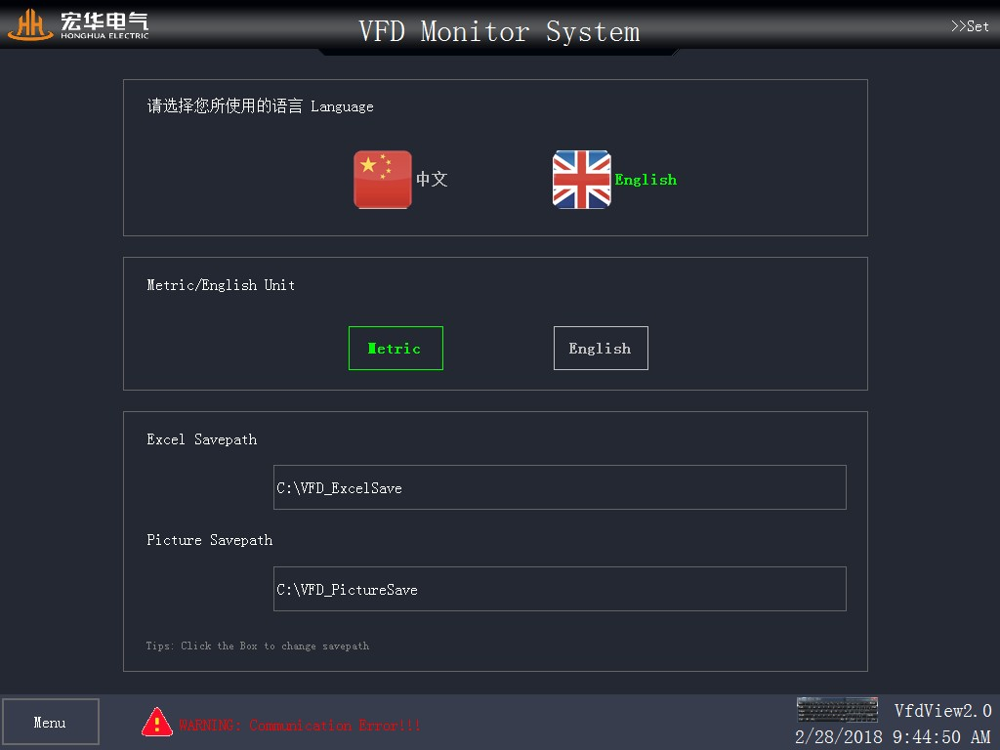 宏华电气
HONGHUA ELECTRIC
VFD Monitor System
>>Set
请选择您所使用的语言 Language
中文
English
Metric/English Unit
Metric
English
Excel Savepath
C:\VFD_ExcelSave
Picture Savepath
C:\VFD_PictureSave
Tips: Click the Box to change savepath
Menu
WARNING: Communication Error!!!
VfdView2.0
2/28/2018 9:44:50 AM